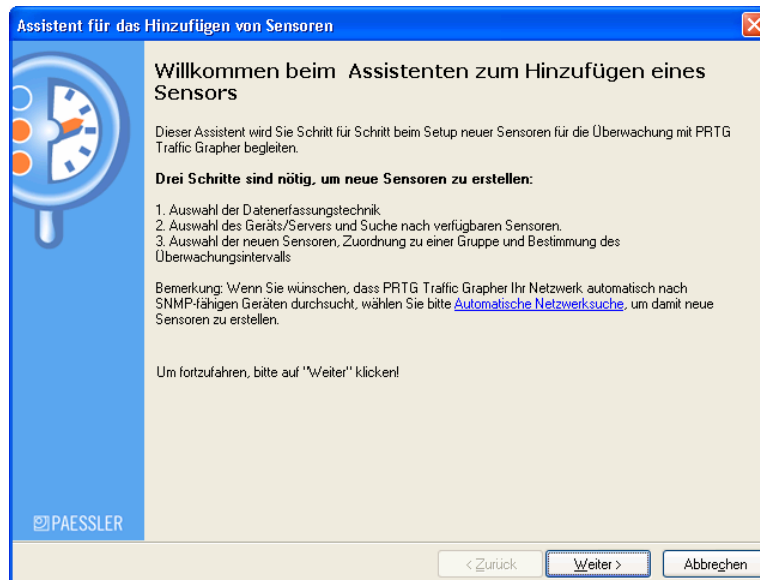 Assistent für das Hinzufügen von Sensoren
Willkommen beim Assistenten zum Hinzufügen eines
Sensors
Dieser Assistent wird Sie Schritt für Schritt beim Setup neuer Sensoren für die Überwachung mit PRTG
Traffic Grapher begleiten.
Drei Schritte sind nötig, um neue Sensoren zu erstellen:
1. Auswahl der Datenerfassungstechnik
2. Auswahl des Geräts/Servers und Suche nach verfügbaren Sensoren.
3. Auswahl der neuen Sensoren, Zuordnung zu einer Gruppe und Bestimmung des
Überwachungsintervalls
Bemerkung: Wenn Sie wünschen, dass PRTG Traffic Grapher Ihr Netzwerk automatisch nach
SNMP-fähigen Geräten durchsucht, wählen Sie bitte Automatische Netzwerksuche, um damit neue
Sensoren zu erstellen.
Um fortzufahren, bitte auf "Weiter" klicken!
PAESSLER
< Zurück Weiter > Abbrechen